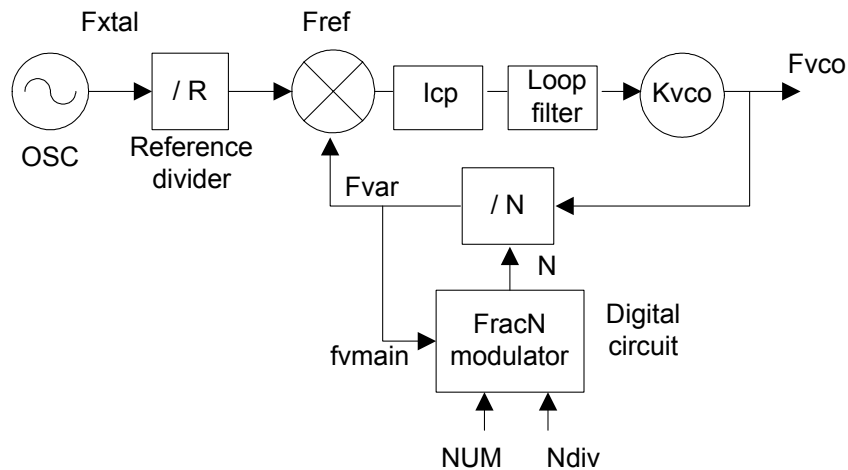 Fxtal
Fref
Fvco
/ R
Icp
Loop
filter
Kvco
OSC
Reference
divider
Fvar
/ N
N
FracN
modulator
fvmain
Digital
circuit
NUM
Ndiv